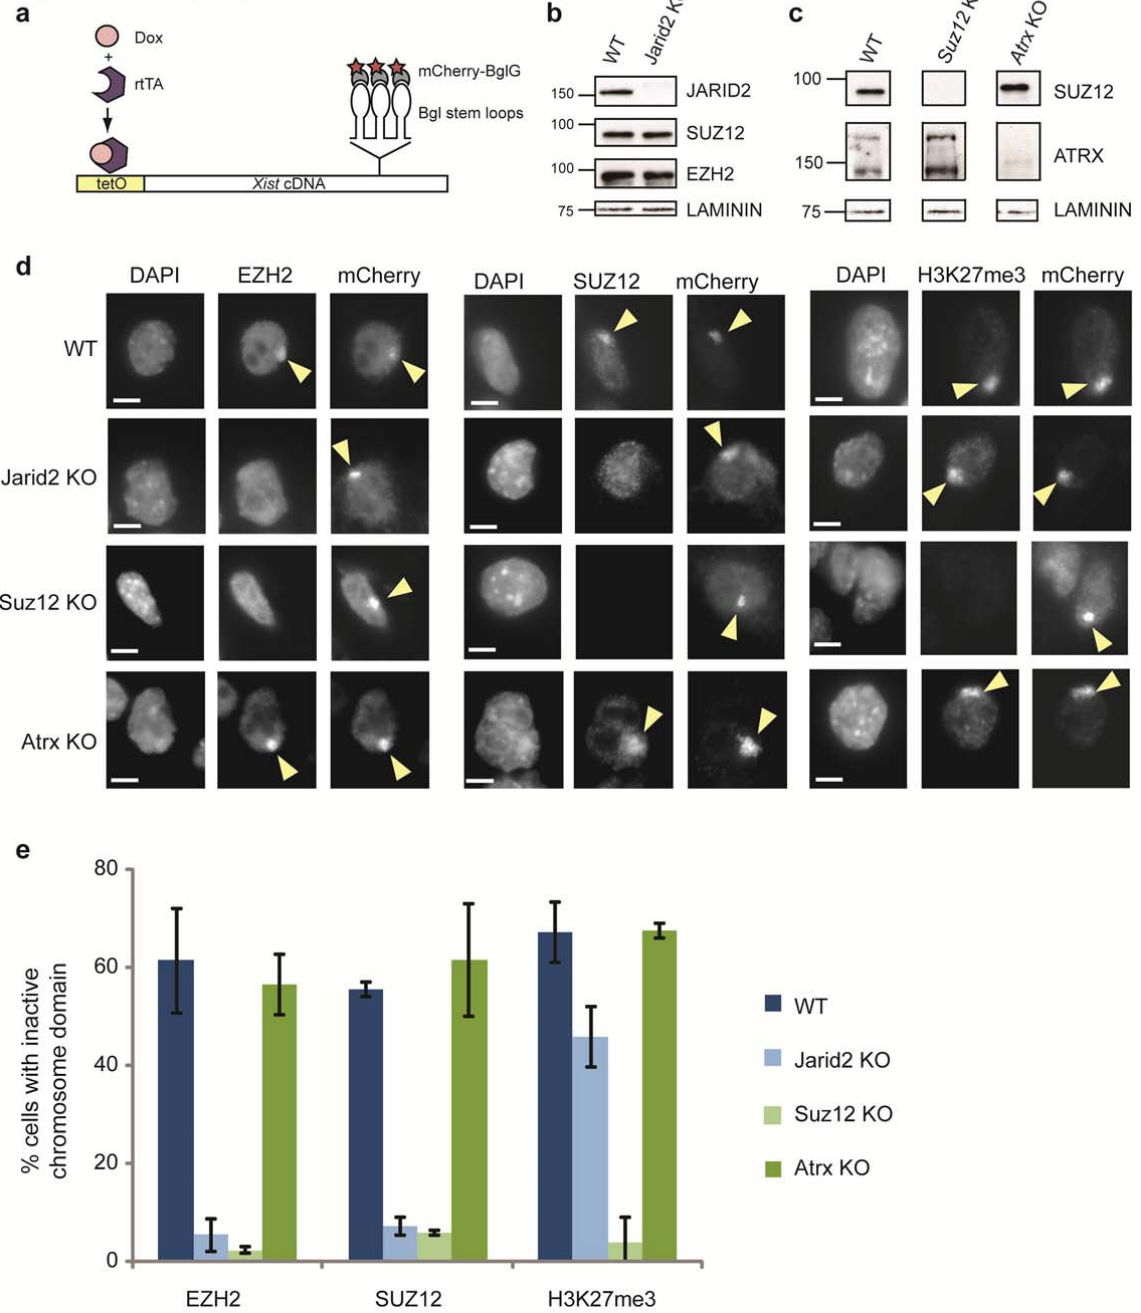 a
Dox
+
rtTA
tetO
Xist cDNA
mCherry-BglG
Bgl stem loops
b
WT
Jarid2
150
JARID2
100
SUZ12
100
EZH2
75
LAMININ
c
WT
Suz12
Atrx KO
100
SUZ12
150
ATRX
75
LAMININ
d
DAPI EZH2 mCherry DAPI SUZ12 mCherry DAPI H3K27me3 mCherry
WT
Jarid2 KO
Suz12 KO
Atrx KO
e
80
60
40
20
0
% cells with inactive
chromosome domain
EZH2 SUZ12 H3K27me3
WT
Jarid2 KO
Suz12 KO
Atrx KO